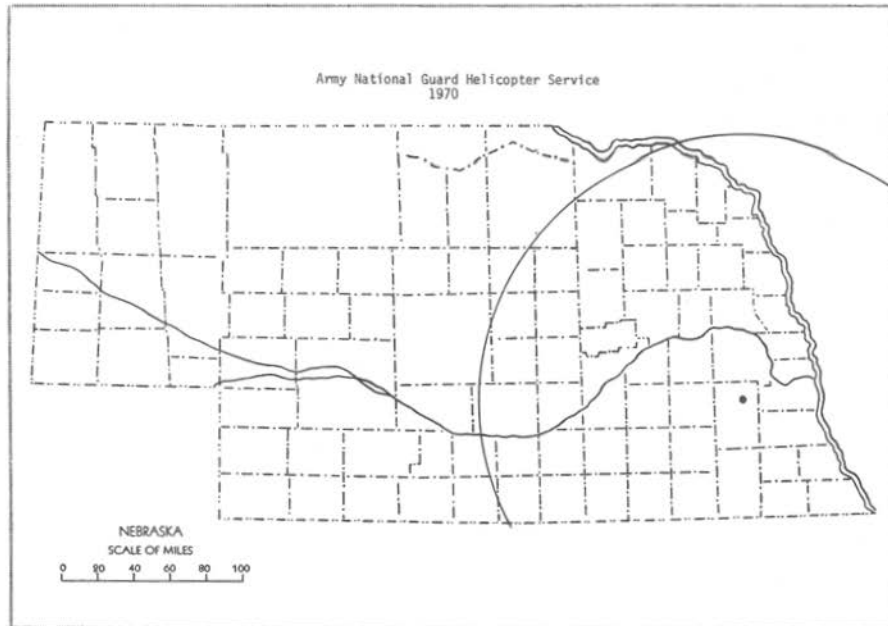 Army National Guard Helicopter Service
1970
NEBRASKA
SCALE OF MILES
0 20 40 60 80 100